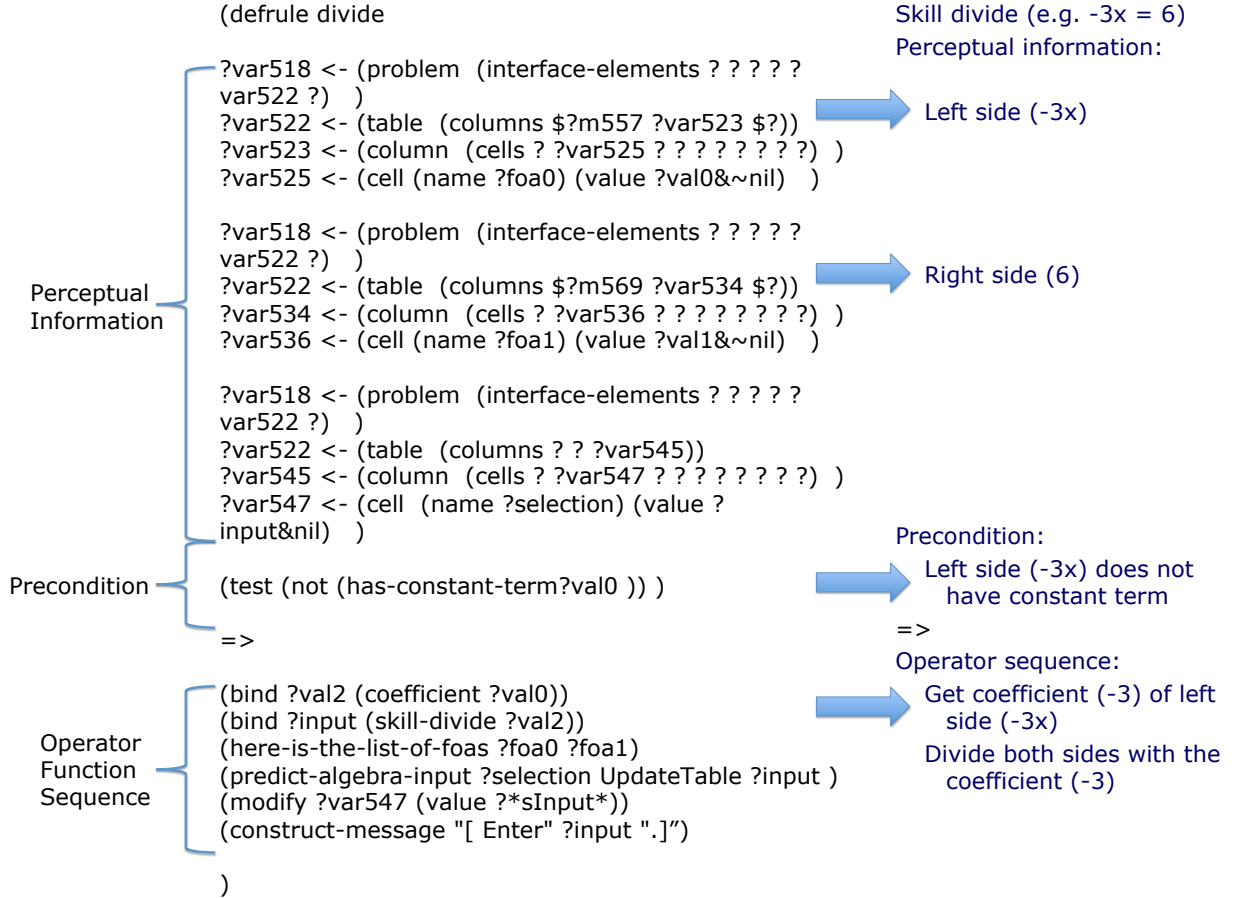 (defrule divide
?var518 <- (problem (interface-elements ? ? ? ? ?
var522 ?) )
?var522 <- (table (columns $?m557 ?var523 $?))
?var523 <- (column (cells ? ?var525 ? ? ? ? ? ? ? ?) )
?var525 <- (cell (name ?foa0) (value ?val0&~nil) )
?var518 <- (problem (interface-elements ? ? ? ? ?
var522 ?) )
?var522 <- (table (columns $?m569 ?var534 $?))
?var534 <- (column (cells ? ?var536 ? ? ? ? ? ? ? ?) )
?var536 <- (cell (name ?foa1) (value ?val1&~nil) )
?var518 <- (problem (interface-elements ? ? ? ? ?
var522 ?) )
?var522 <- (table (columns ? ? ?var545))
?var545 <- (column (cells ? ?var547 ? ? ? ? ? ? ? ?) )
?var547 <- (cell (name ?selection) (value ?
input&nil) )
(test (not (has-constant-term?val0 )) )
=>
(bind ?val2 (coefficient ?val0))
(bind ?input (skill-divide ?val2))
(here-is-the-list-of-foas ?foa0 ?foa1)
(predict-algebra-input ?selection UpdateTable ?input )
(modify ?var547 (value ?*sInput*))
(construct-message "[ Enter" ?input ".]”)
)
Perceptual
Information
Precondition
Operator
Function
Sequence
Skill divide (e.g. -3x = 6)
Perceptual information:
Left side (-3x)
Right side (6)
Precondition:
Left side (-3x) does not
have constant term
=>
Operator sequence:
Get coefficient (-3) of left
side (-3x)
Divide both sides with the
coefficient (-3)